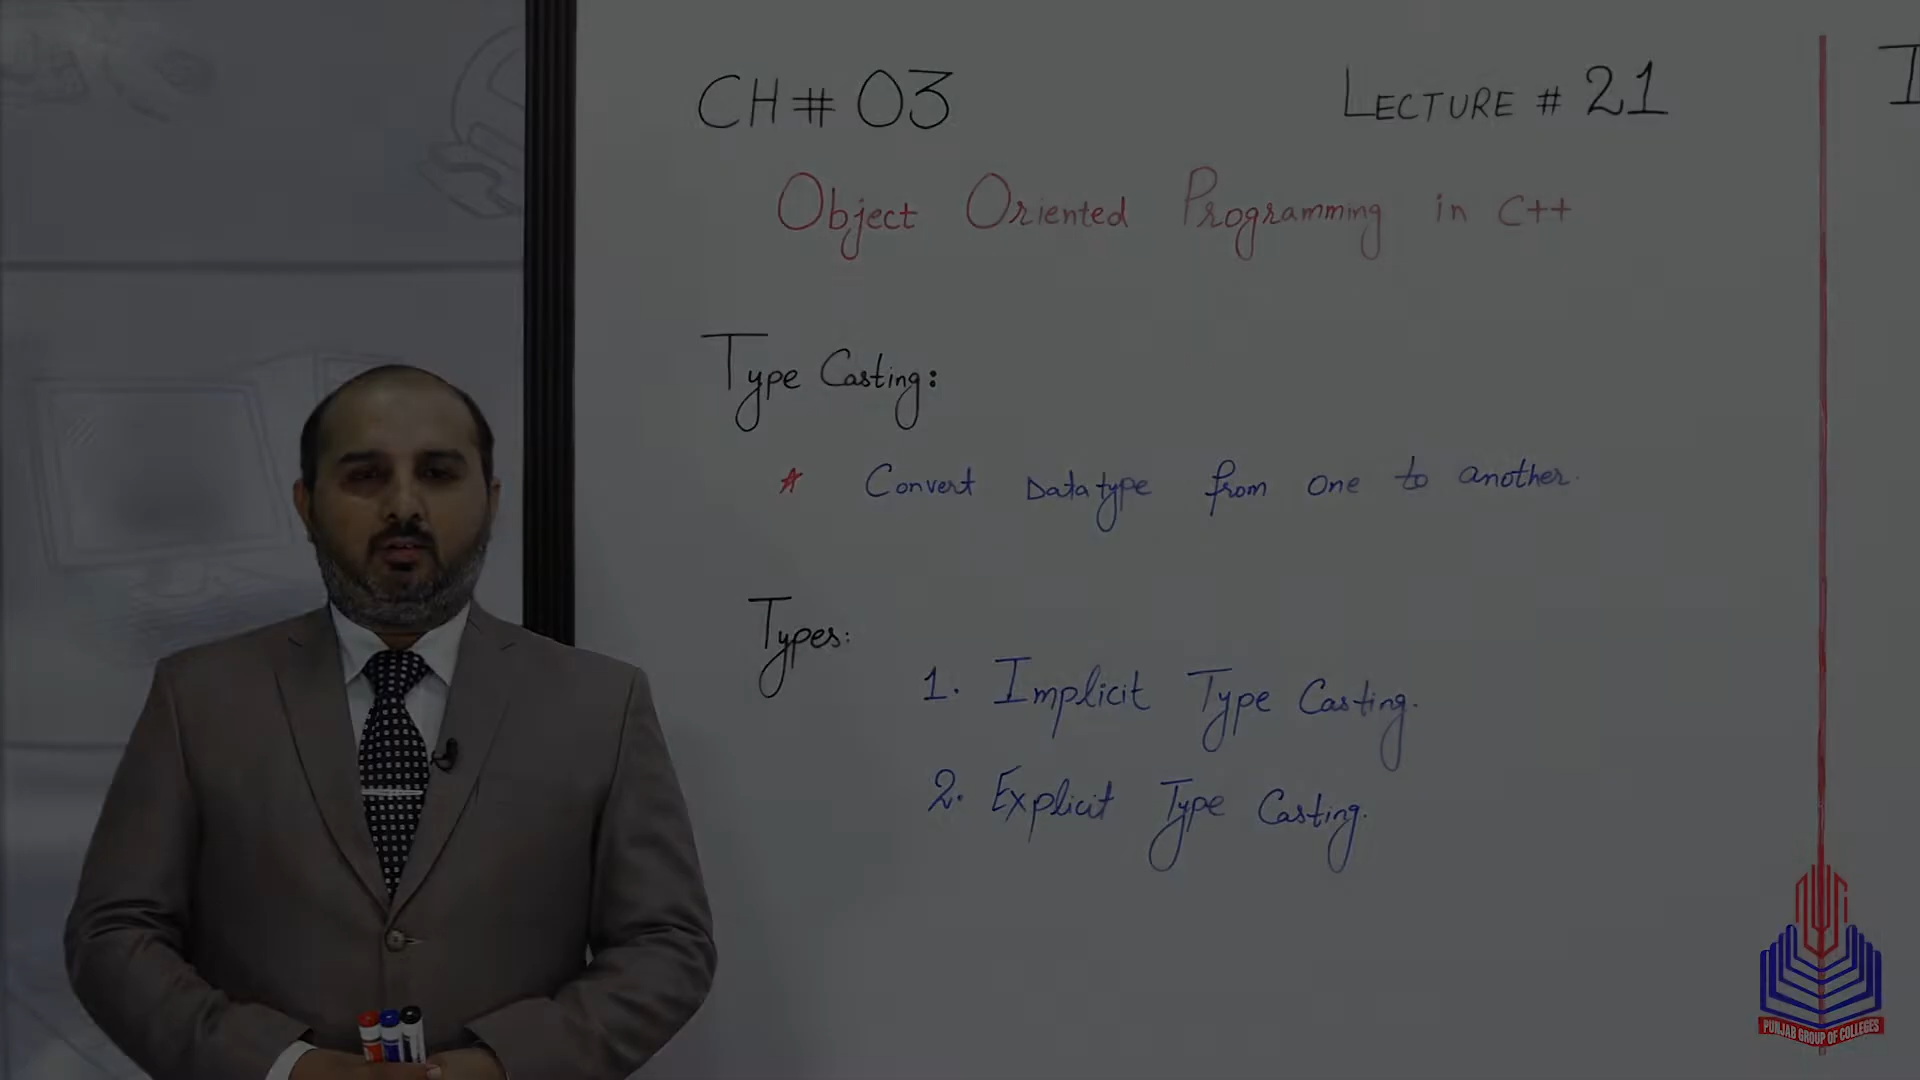 CH# 03
LECTURE # 21
Object Oriented Programming in C++
Type Casting:
* Convert Datatype from one to another.
Types:
1. Implicit Type Casting.
2. Explicit Type Casting.
PUNJAB GROUP OF COLLEGES